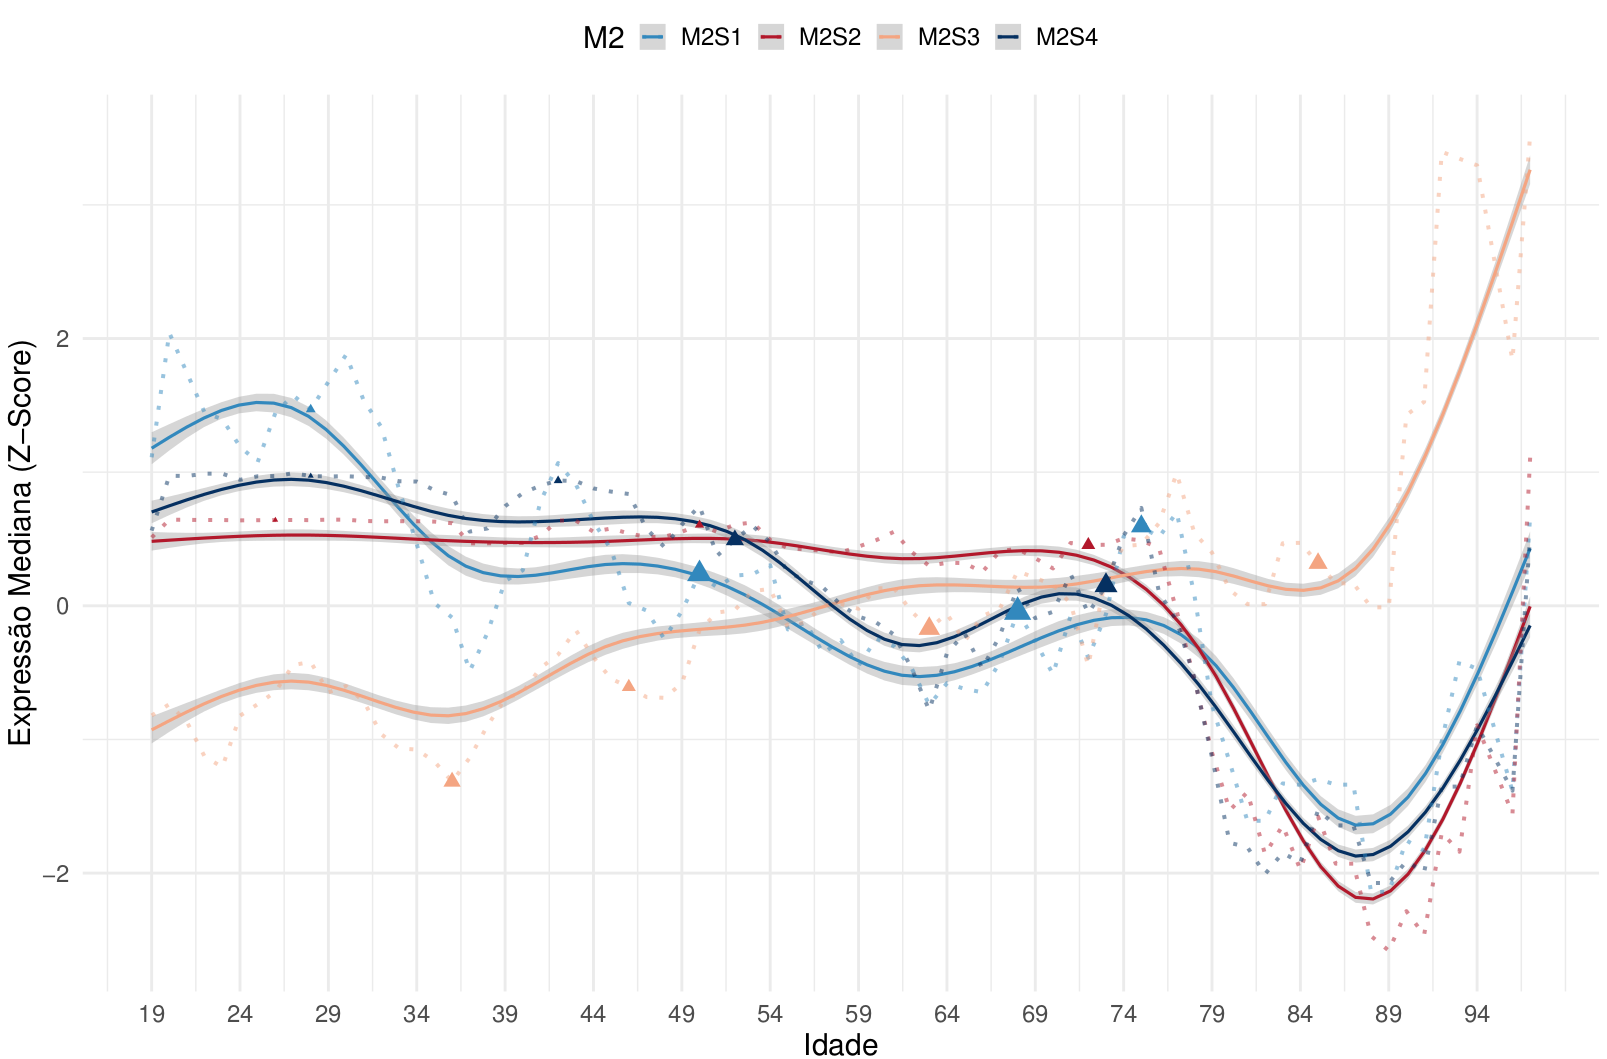 M2 M2S1 M2S2 M2S3 M2S4
Expressão Mediana (Z−Score)
2
0
−2
19 24 29 34 39 44 49 54 59 64 69 74 79 84 89 94
Idade